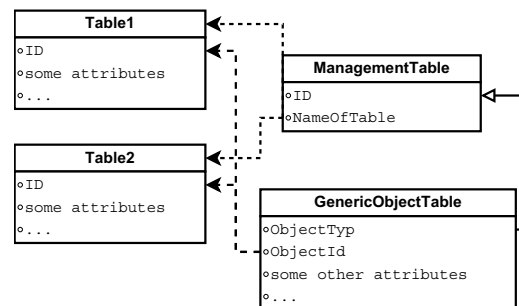 Table1
ID
some attributes
...
ManagementTable
ID
NameOfTable
Table2
ID
some attributes
...
GenericObjectTable
ObjectTyp
ObjectId
some other attributes
...